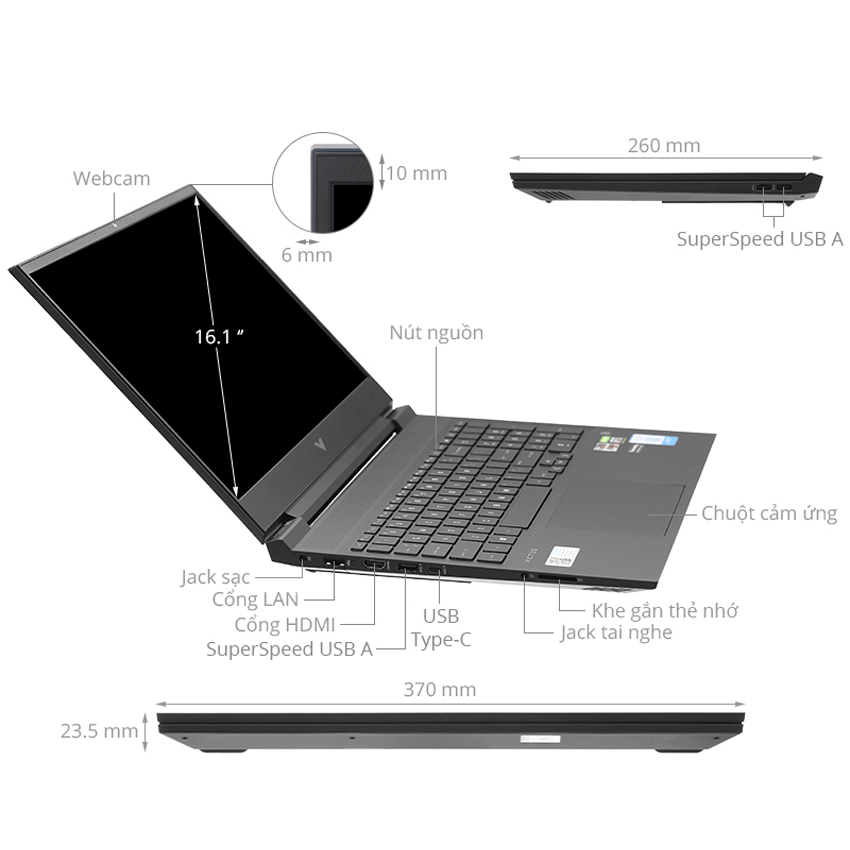 260 mm
10 mm
Webcam
SuperSpeed USB A
6 mm
16.1 “
Nút nguồn
Chuột cảm ứng
Jack sạc
Cổng LAN
Cổng HDMI
SuperSpeed USB A
USB
Type-C
Khe gắn thẻ nhớ
Jack tai nghe
VICTUS
370 mm
23.5 mm